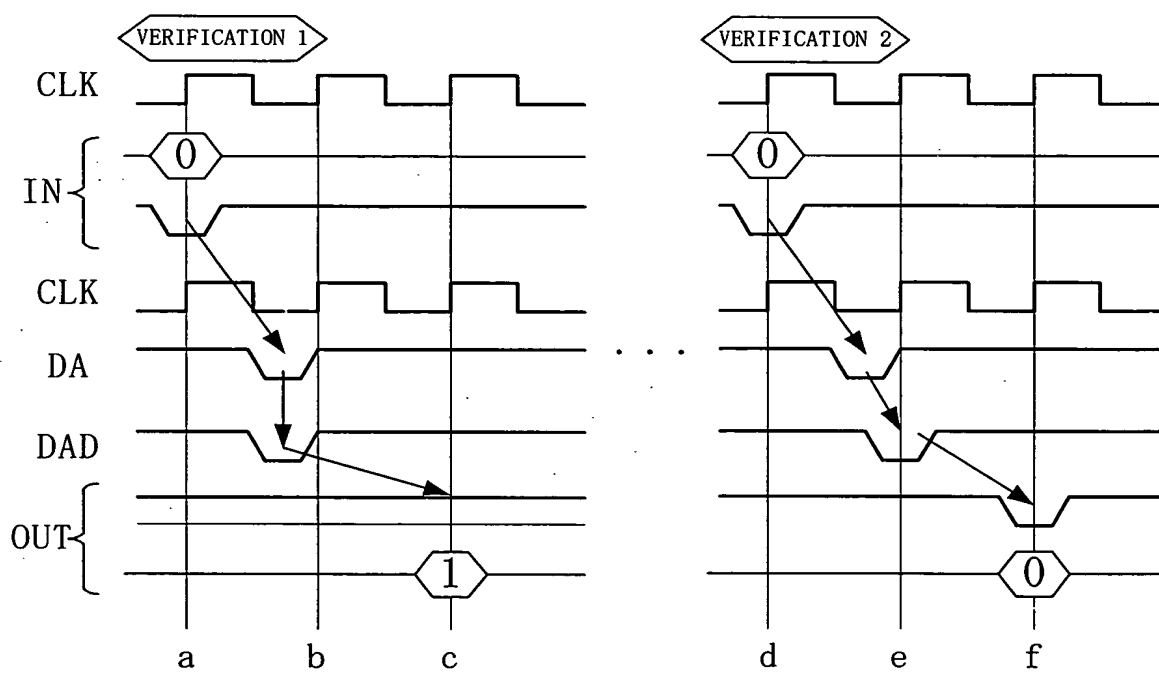 VERIFICATION 1 VERIFICATION 2
CLK
0 0
IN
CLK
DA
. . .
DAD
OUT
1 0
a b c d e f